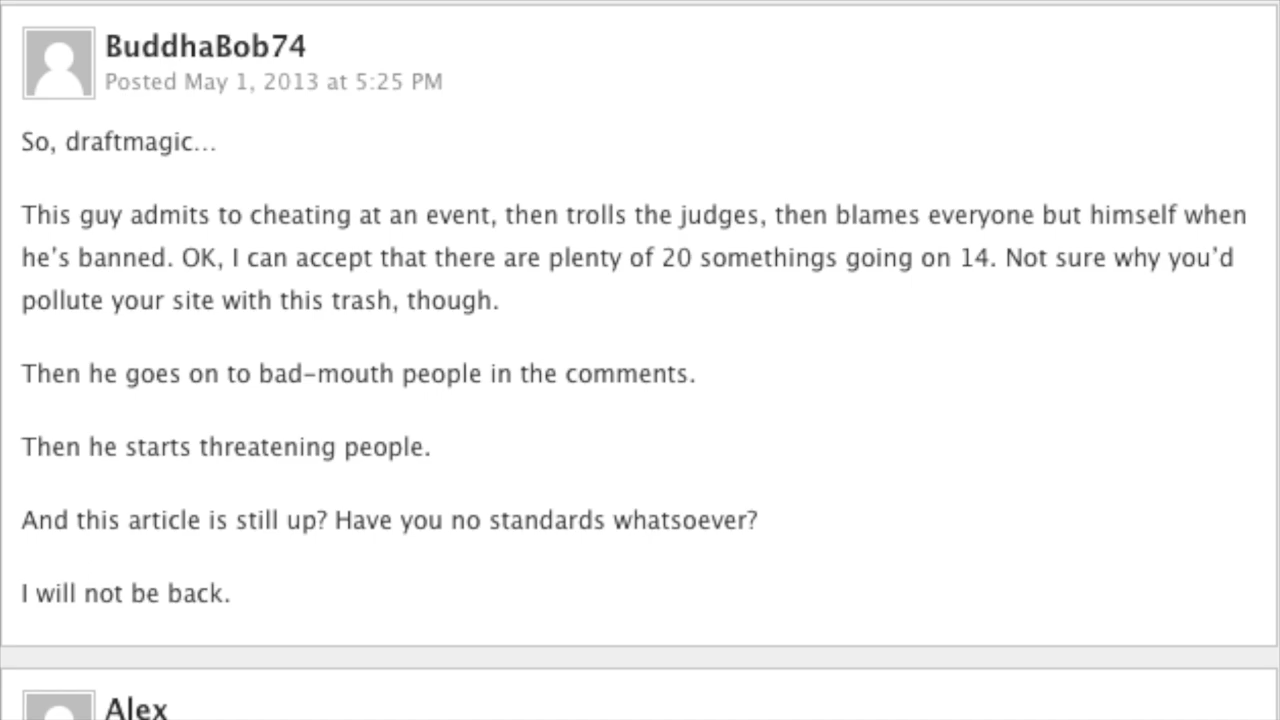 BuddhaBob74
Posted May 1, 2013 at 5:25 PM
So, draftmagic...
This guy admits to cheating at an event, then trolls the judges, then blames everyone but himself when
he’s banned. OK, I can accept that there are plenty of 20 somethings going on 14. Not sure why you’d
pollute your site with this trash, though.
Then he goes on to bad–mouth people in the comments.
Then he starts threatening people.
And this article is still up? Have you no standards whatsoever?
I will not be back.
Alex